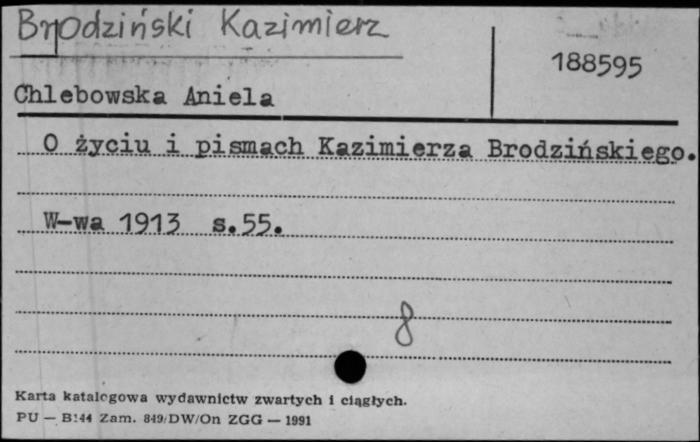 Brodziński Kazimierz
188595
Chlebowska Aniela
O życiu i pismach Kazimierza Brodzińskiego.
W-wa 1913 s.55.
8
Karta katalogowa wydawnictw zwartych i ciągłych.
PU — B144 Zam. 849/DW/On ZGG — 1991